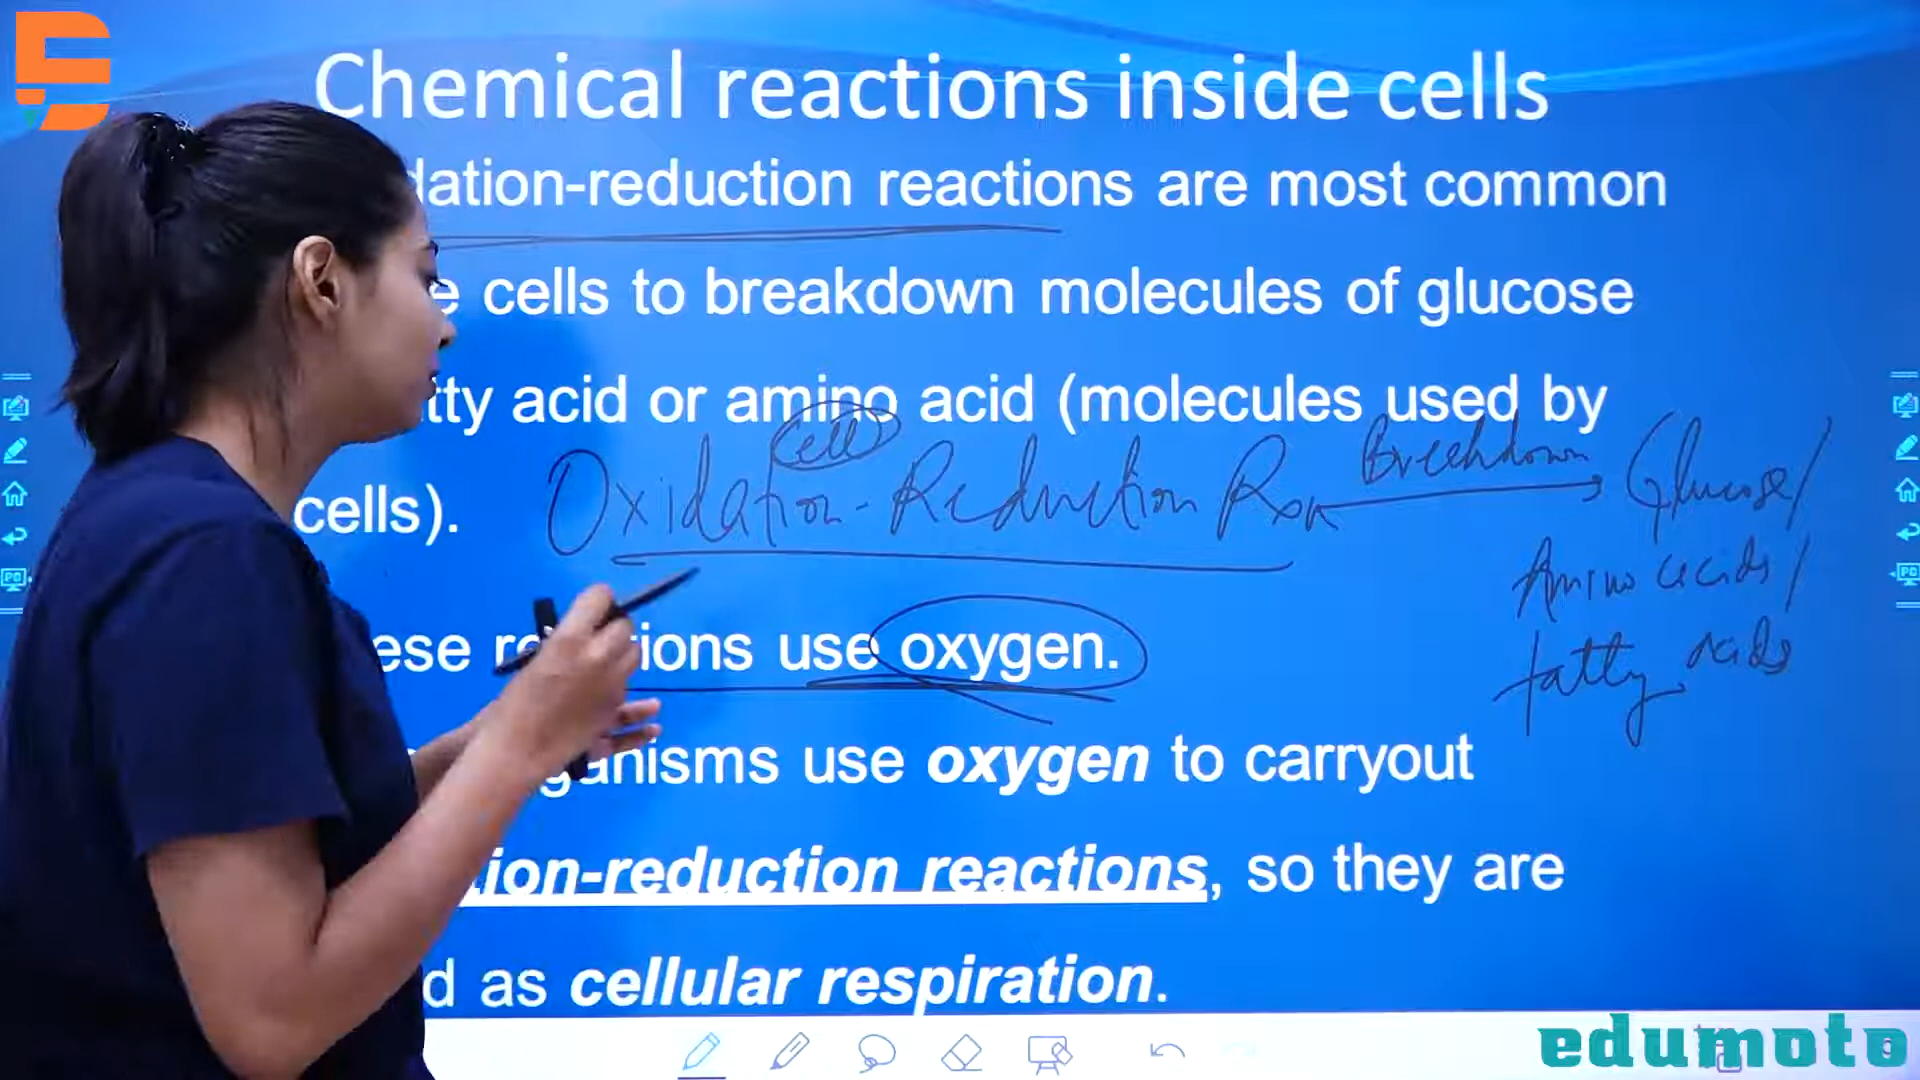 Chemical reactions inside cells
dation-reduction reactions are most common
e cells to breakdown molecules of glucose
tty acid or amino acid (molecules used by
cell
Oxidation-Reduction Rxn Breakdown Glucose/
cells).
Amino acids/
fatty acids
ese re ions use oxygen.
ganisms use oxygen to carryout
tion-reduction reactions, so they are
d as cellular respiration.
edumoto